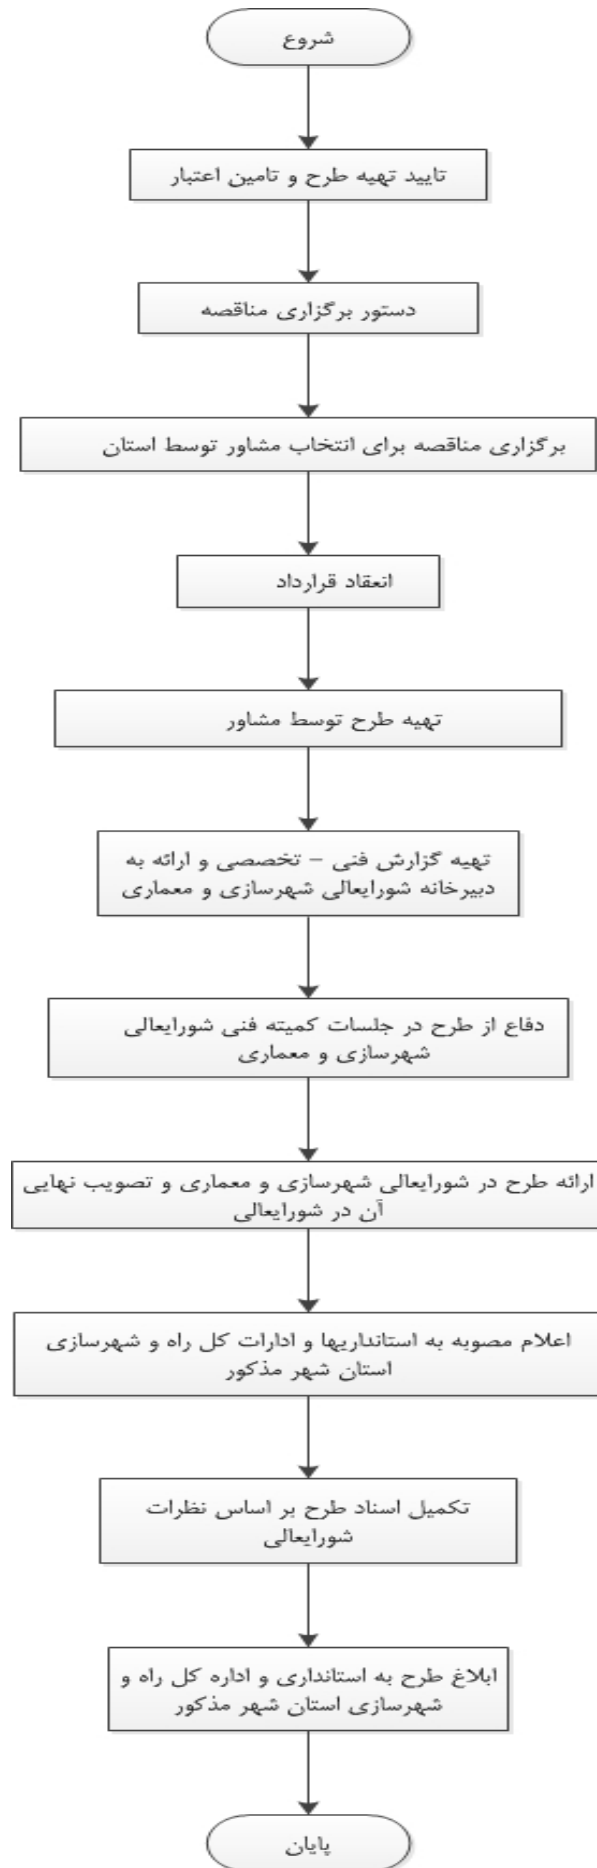 شروع
تایید تهیه طرح و تامین اعتبار
دستور برگزاری مناقصه
برگزاری مناقصه برای انتخاب مشاور توسط استان
انعقاد قرارداد
تهیه طرح توسط مشاور
تهیه گزارش فنی – تخصصی و ارائه به
دبیرخانه شورایعالی شهرسازی و معماری
دفاع از طرح در جلسات کمیته فنی شورایعالی
شهرسازی و معماری
ارائه طرح در شورایعالی شهرسازی و معماری و تصویب نهایی
آن در شورایعالی
اعلام مصوبه به استانداریها و ادارات کل راه و شهرسازی
استان شهر مذکور
تکمیل اسناد طرح بر اساس نظرات
شورایعالی
ابلاغ طرح به استانداری و اداره کل راه و
شهرسازی استان شهر مذکور
پایان